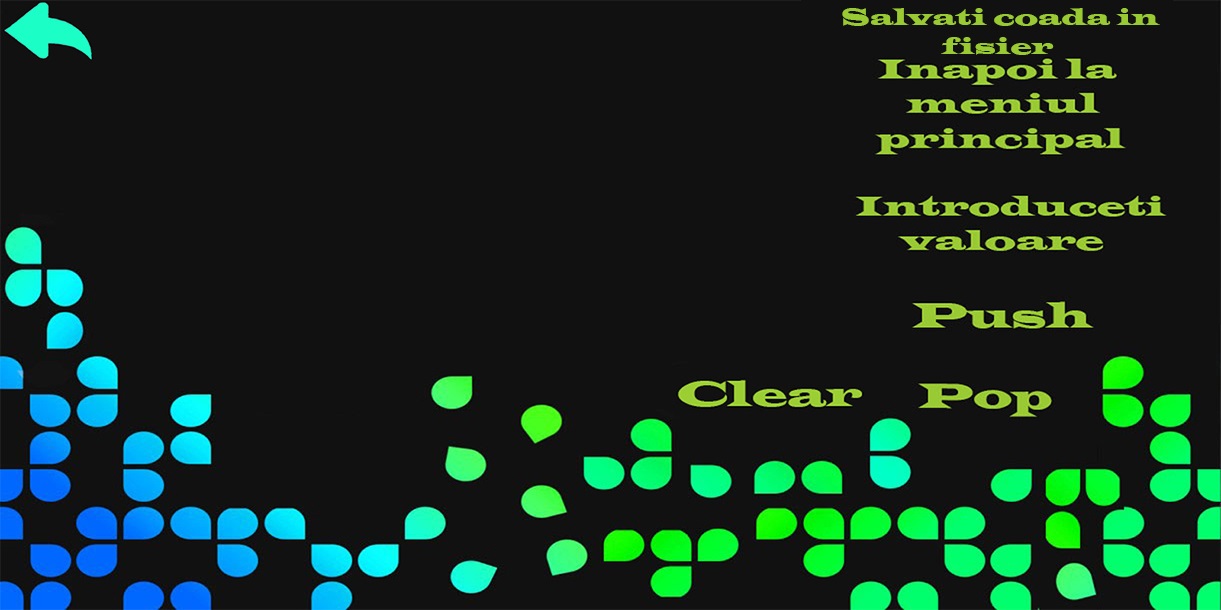 Salvati coada in
fisier
Inapoi la
meniul
principal
Introduceti
valoare
Push
Clear
Pop